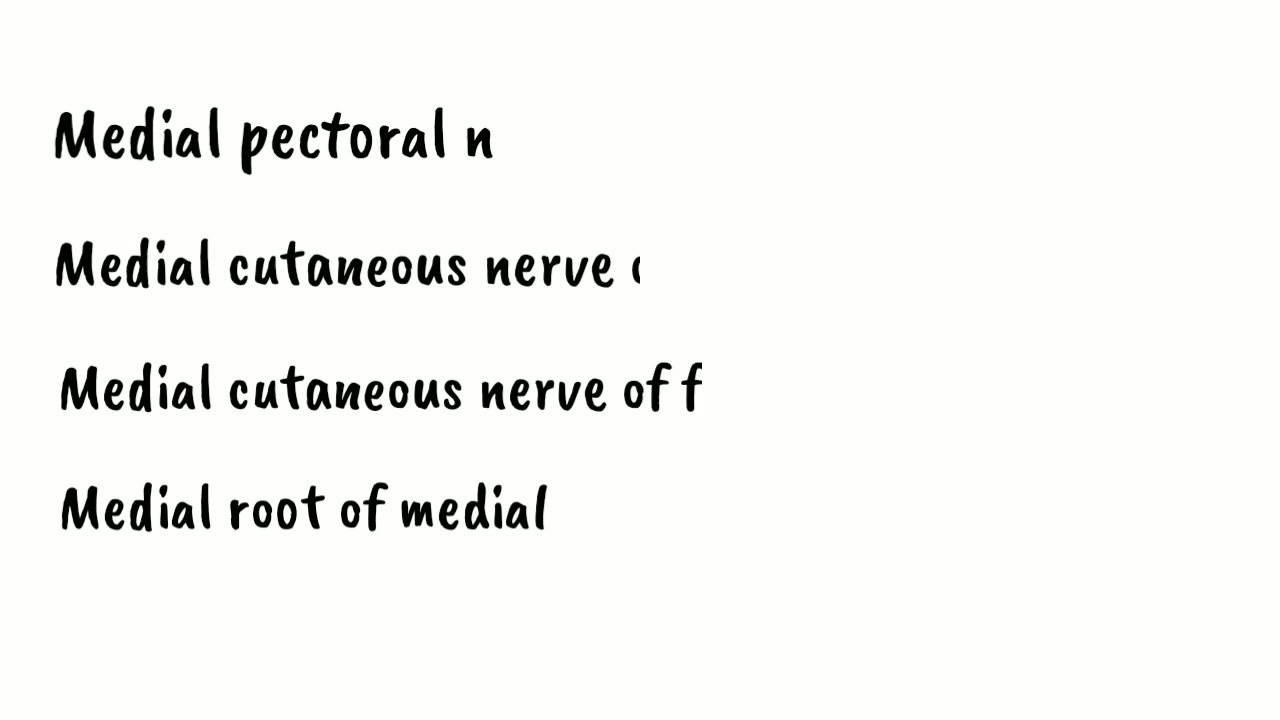 Medial pectoral n
Medial cutaneous nerve
Medial cutaneous nerve of f
Medial root of medial